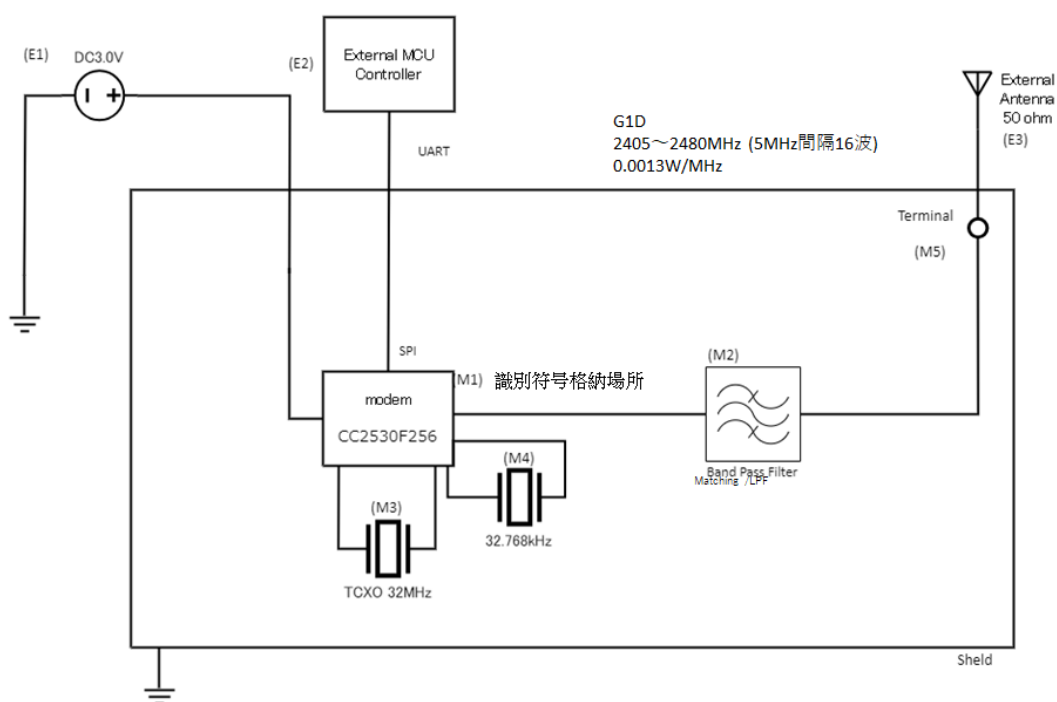 (E1)
DC3.0V
(E2)
External MCU
Controller
UART
G1D
2405～2480MHz (5MHz間隔16波)
0.0013W/MHz
External
Antenna
50 ohm
(E3)
Terminal
(M5)
SPI
(M1) 識別符号格納場所
modem
CC2530F256
(M2)
Band Pass Filter
Matching /LPF
(M4)
32.768kHz
(M3)
TCXO 32MHz
Sheld